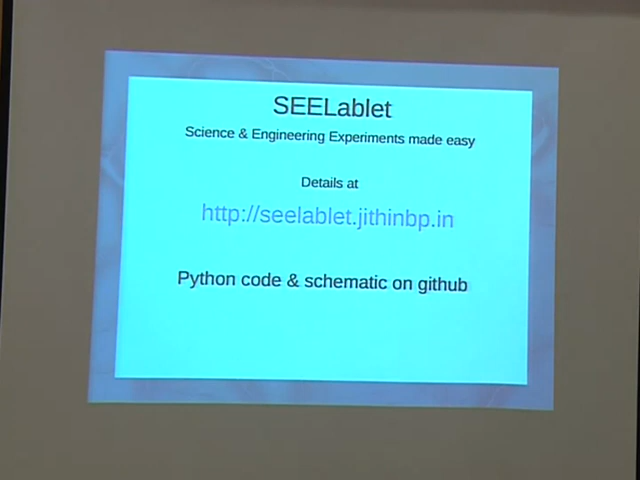 SEELablet
Science & Engineering Experiments made easy
Details at
http://seelablet.jithinbp.in
Python code & schematic on github